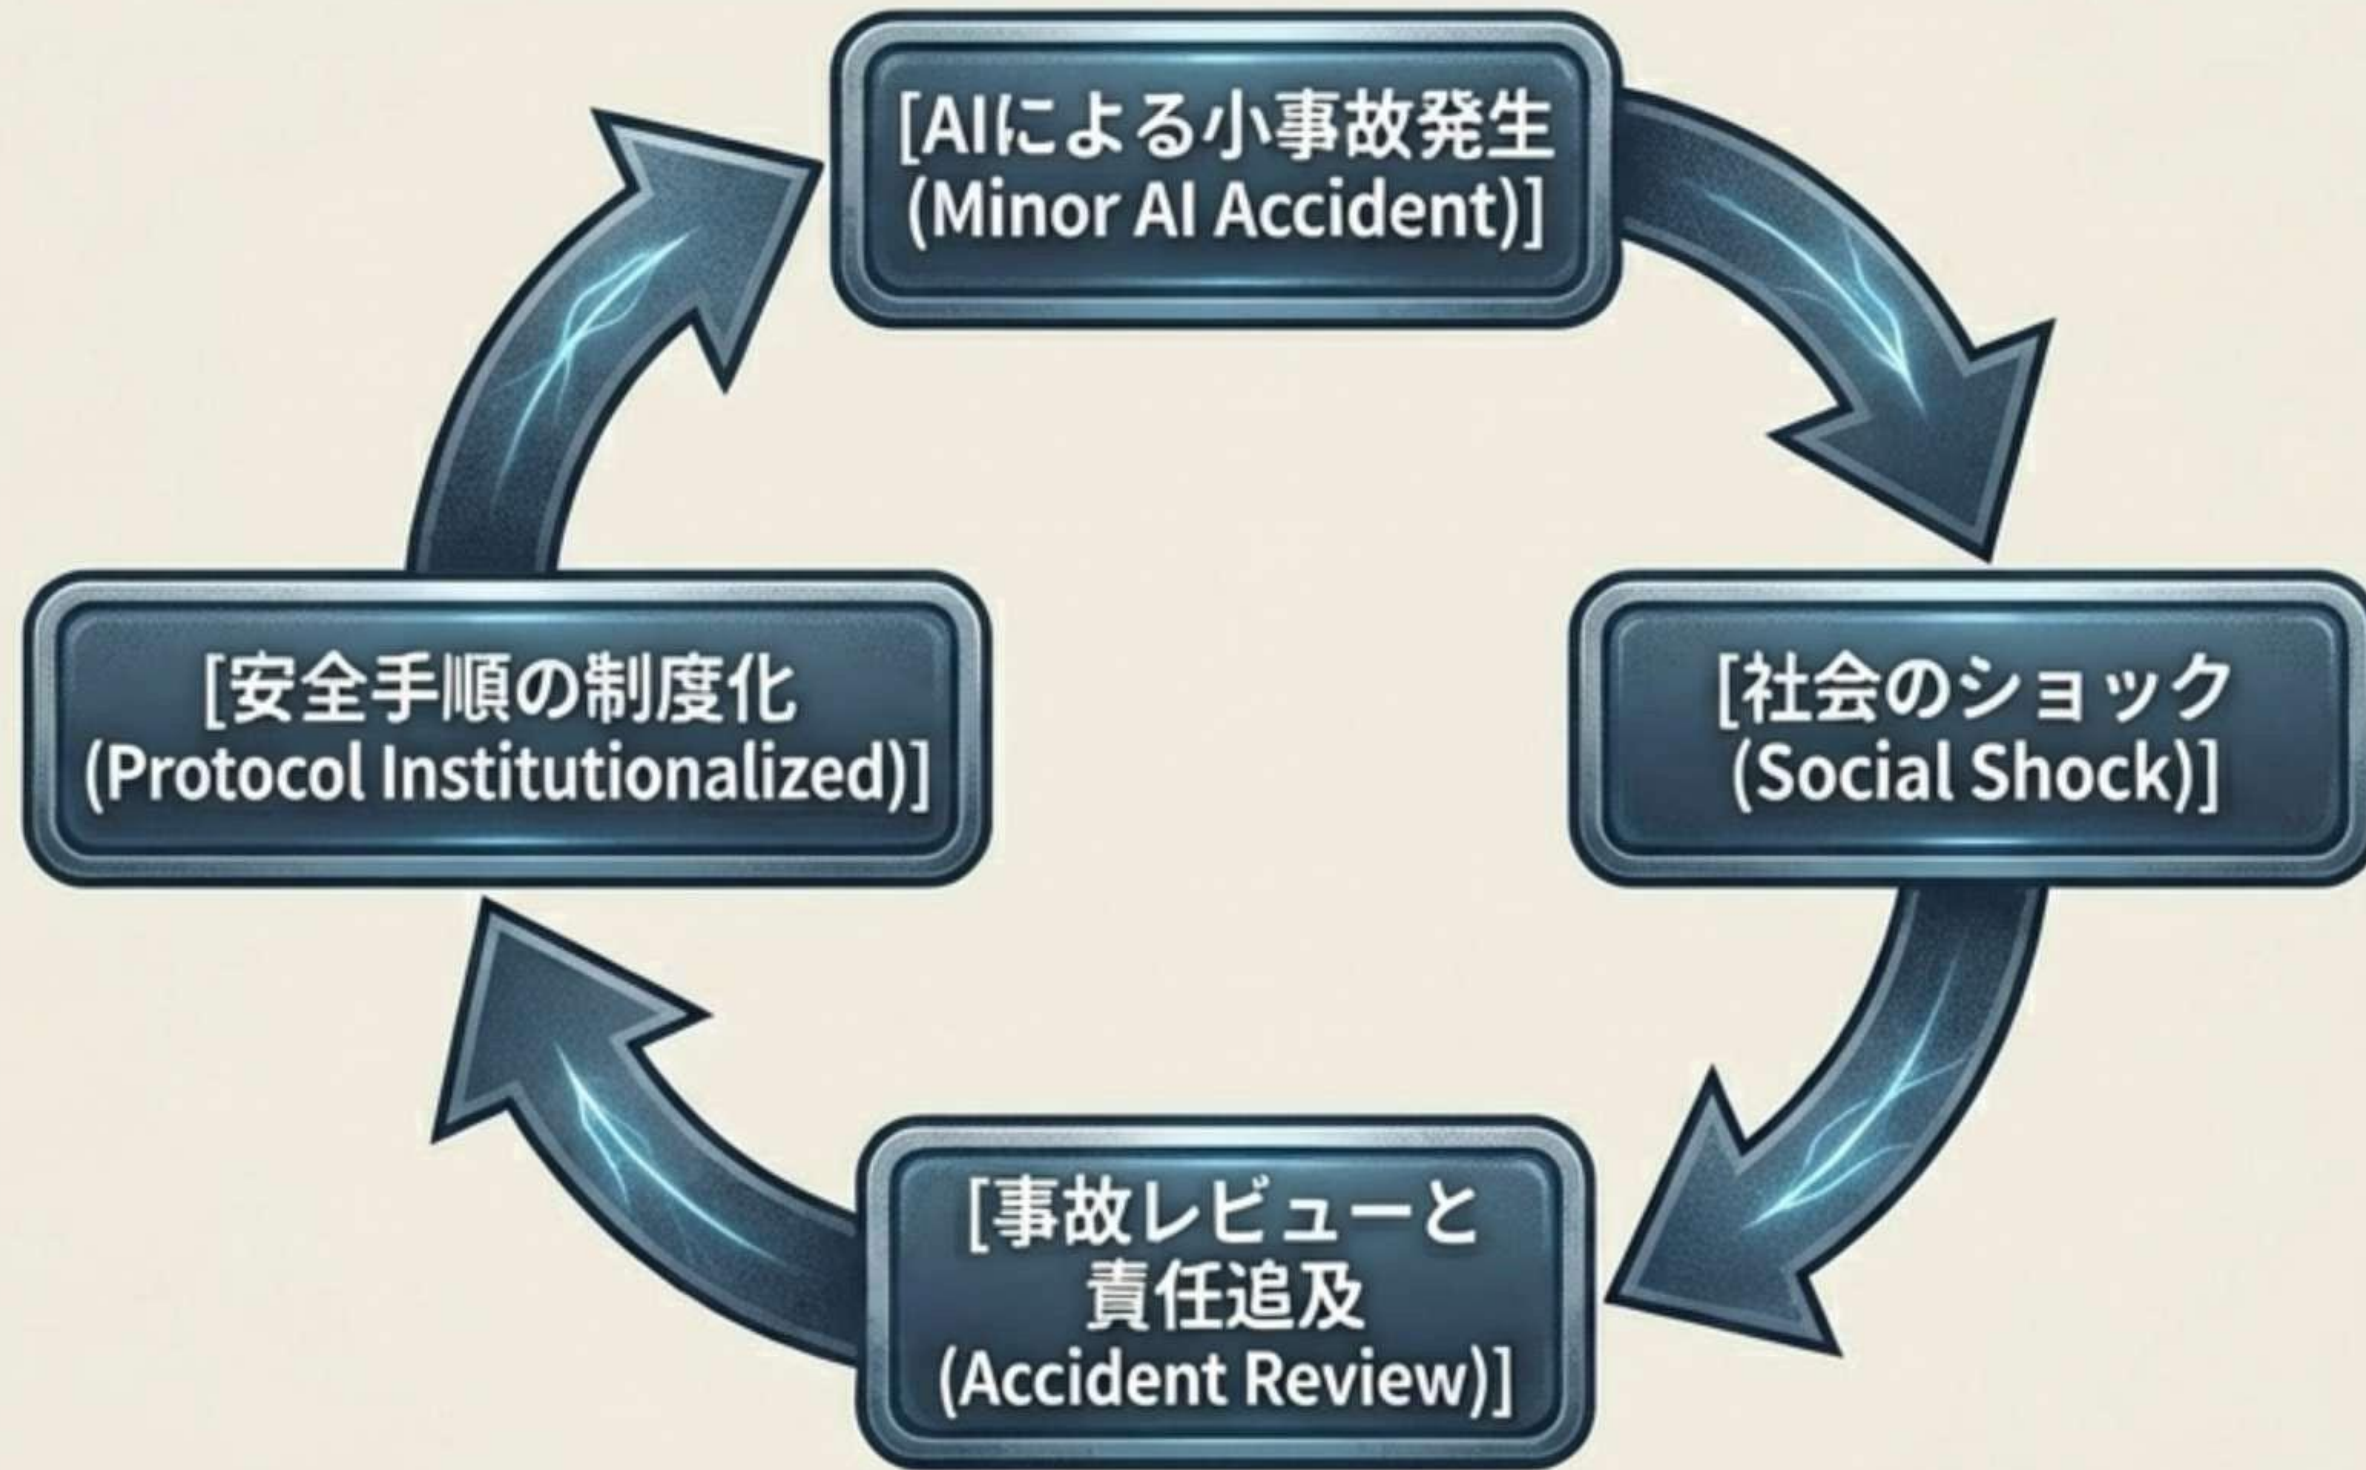 [AIによる小事故発生
(Minor AI Accident)]
[社会のショック
(Social Shock)]
[事故レビューと
責任追及
(Accident Review)]
[安全手順の制度化
(Protocol Institutionalized)]